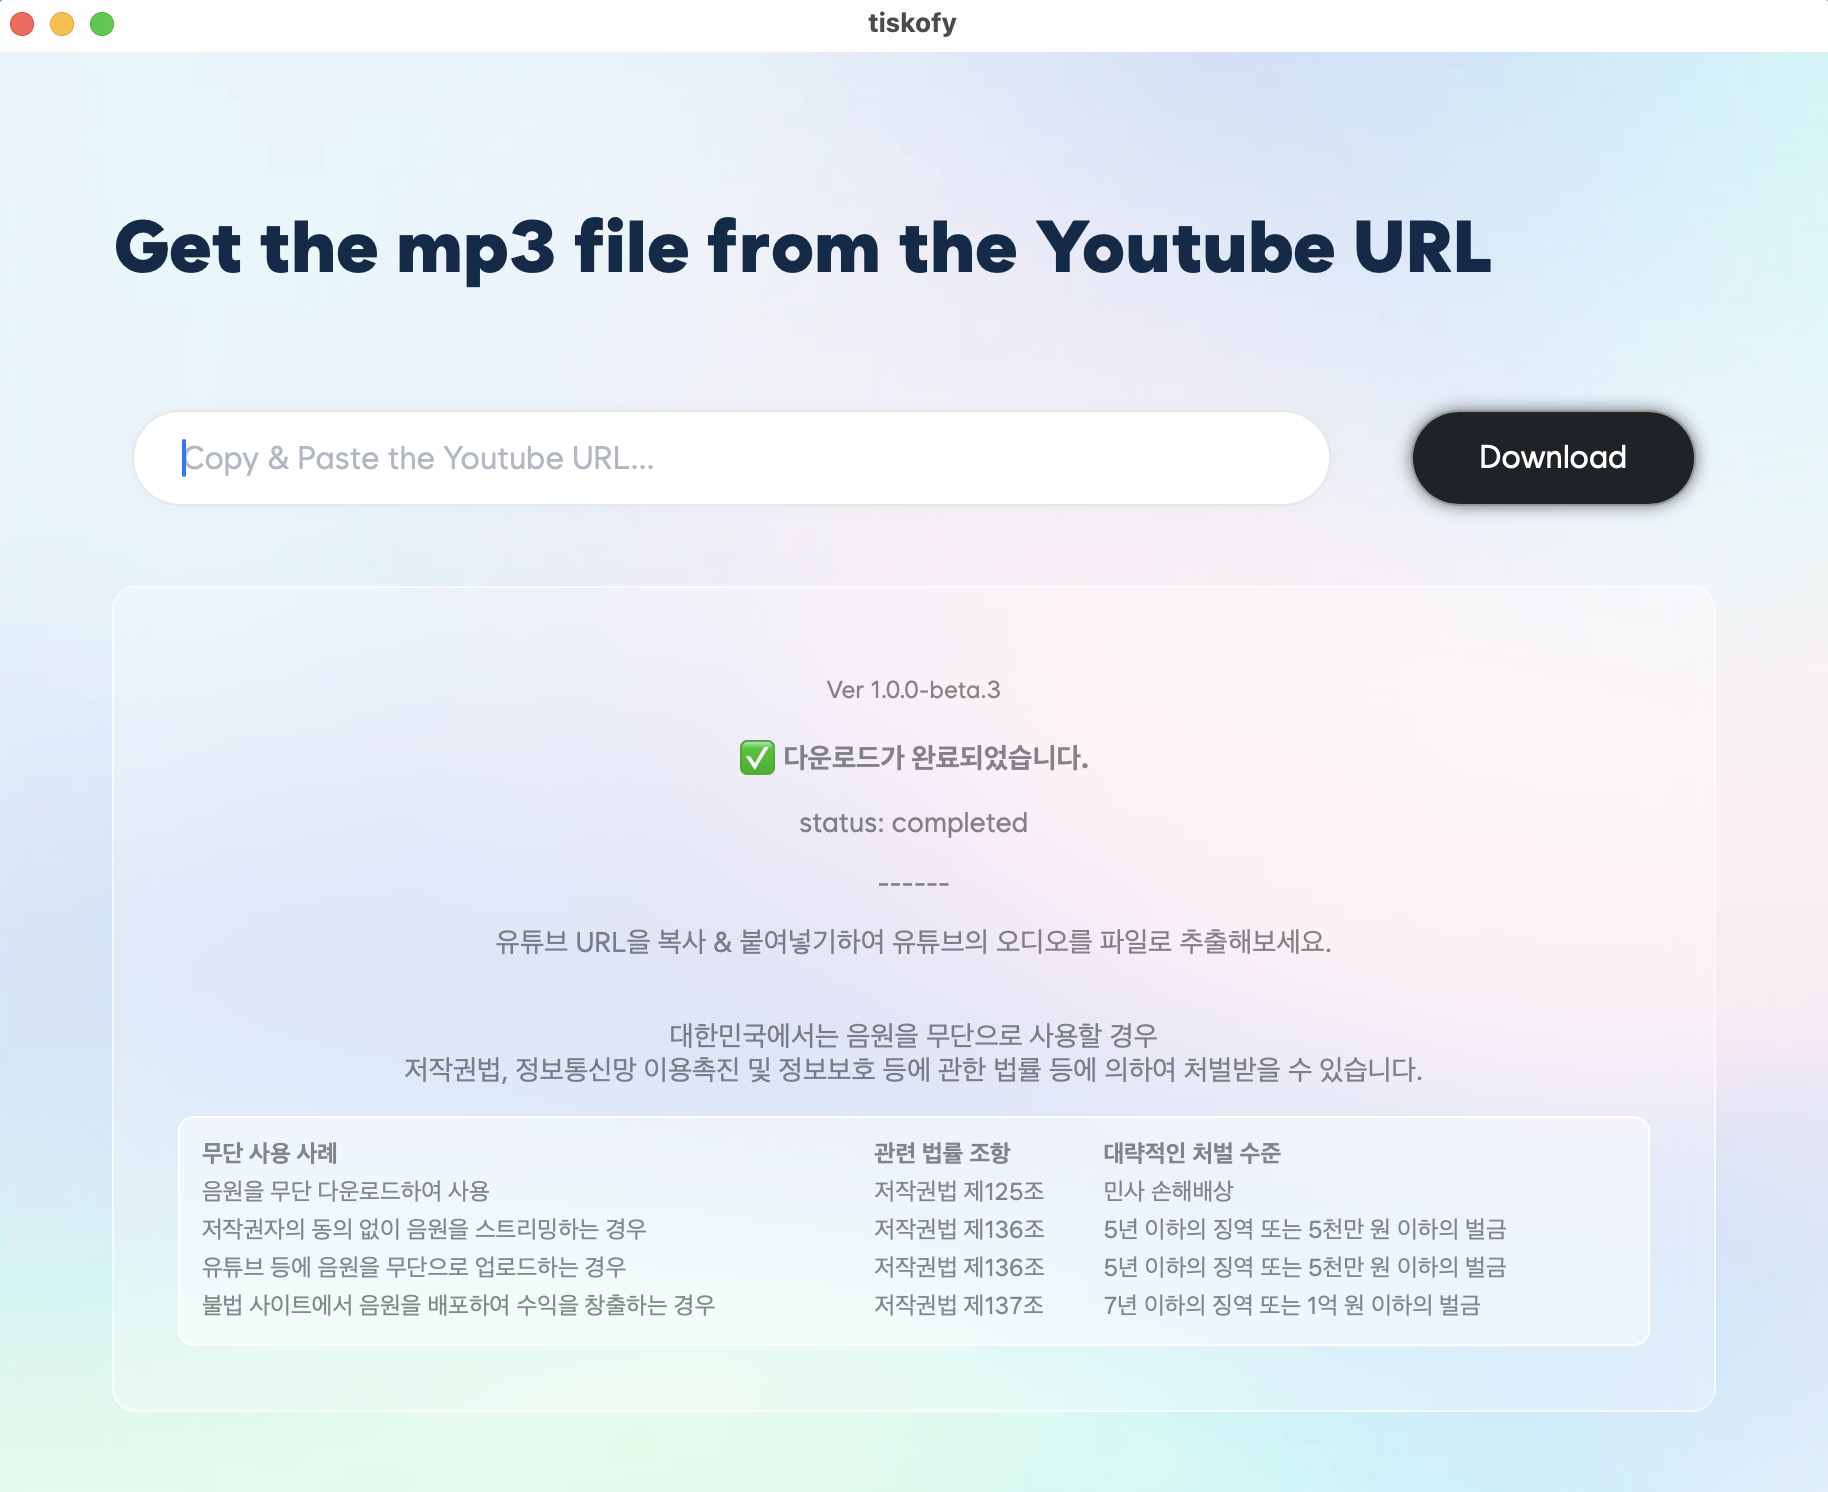 tiskofy
Get the mp3 file from the Youtube URL
Copy & Paste the Youtube URL...
Download
Ver 1.0.0-beta.3
✅ 다운로드가 완료되었습니다.
status: completed
------
유튜브 URL을 복사 & 붙여넣기하여 유튜브의 오디오를 파일로 추출해보세요.
대한민국에서는 음원을 무단으로 사용할 경우
저작권법, 정보통신망 이용촉진 및 정보보호 등에 관한 법률 등에 의하여 처벌받을 수 있습니다.
무단 사용 사례 관련 법률 조항 대략적인 처벌 수준
음원을 무단 다운로드하여 사용 저작권법 제125조 민사 손해배상
저작권자의 동의 없이 음원을 스트리밍하는 경우 저작권법 제136조 5년 이하의 징역 또는 5천만 원 이하의 벌금
유튜브 등에 음원을 무단으로 업로드하는 경우 저작권법 제136조 5년 이하의 징역 또는 5천만 원 이하의 벌금
불법 사이트에서 음원을 배포하여 수익을 창출하는 경우 저작권법 제137조 7년 이하의 징역 또는 1억 원 이하의 벌금